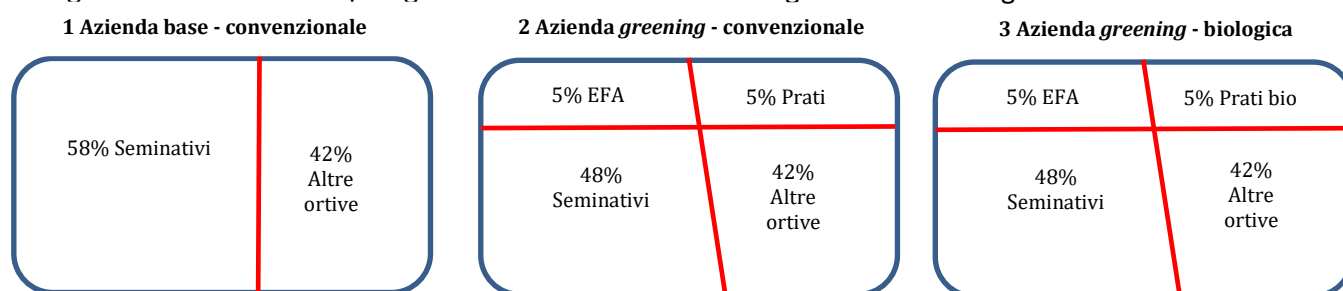 1 Azienda base - convenzionale
2 Azienda greening - convenzionale
3 Azienda greening - biologica
58% Seminativi
42%
Altre
ortive
5% EFA
5% Prati
48%
Seminativi
42%
Altre
ortive
5% EFA
5% Prati bio
48%
Seminativi
42%
Altre
ortive